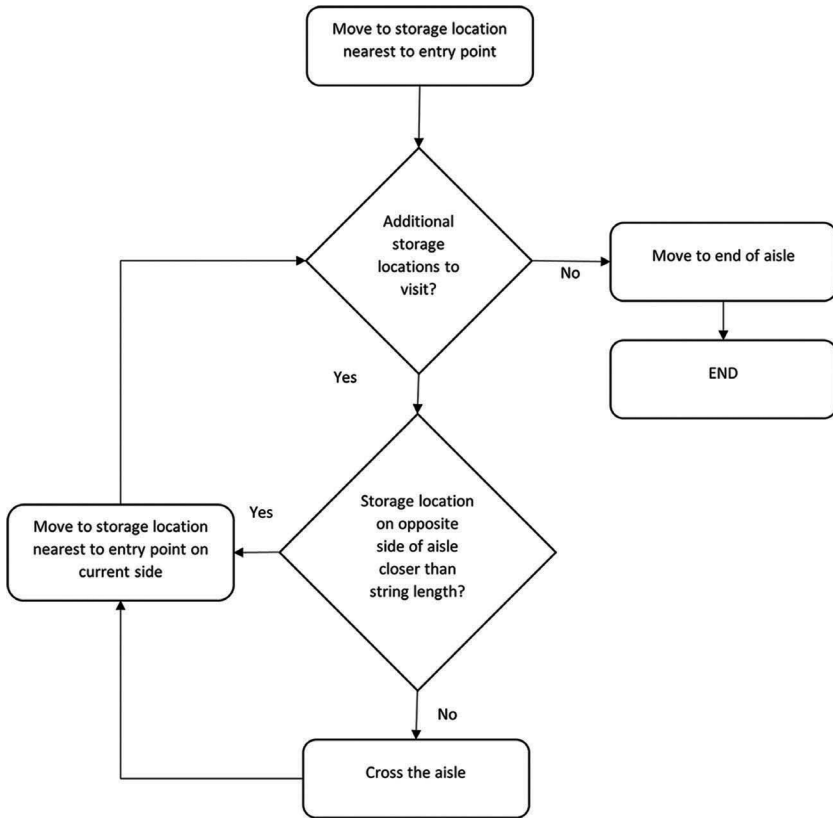 Move to storage location
nearest to entry point
Additional
storage
locations to
visit?
No
Move to end of aisle
END
Yes
Storage location
on opposite
side of aisle
closer than
string length?
Yes
Move to storage location
nearest to entry point on
current side
No
Cross the aisle